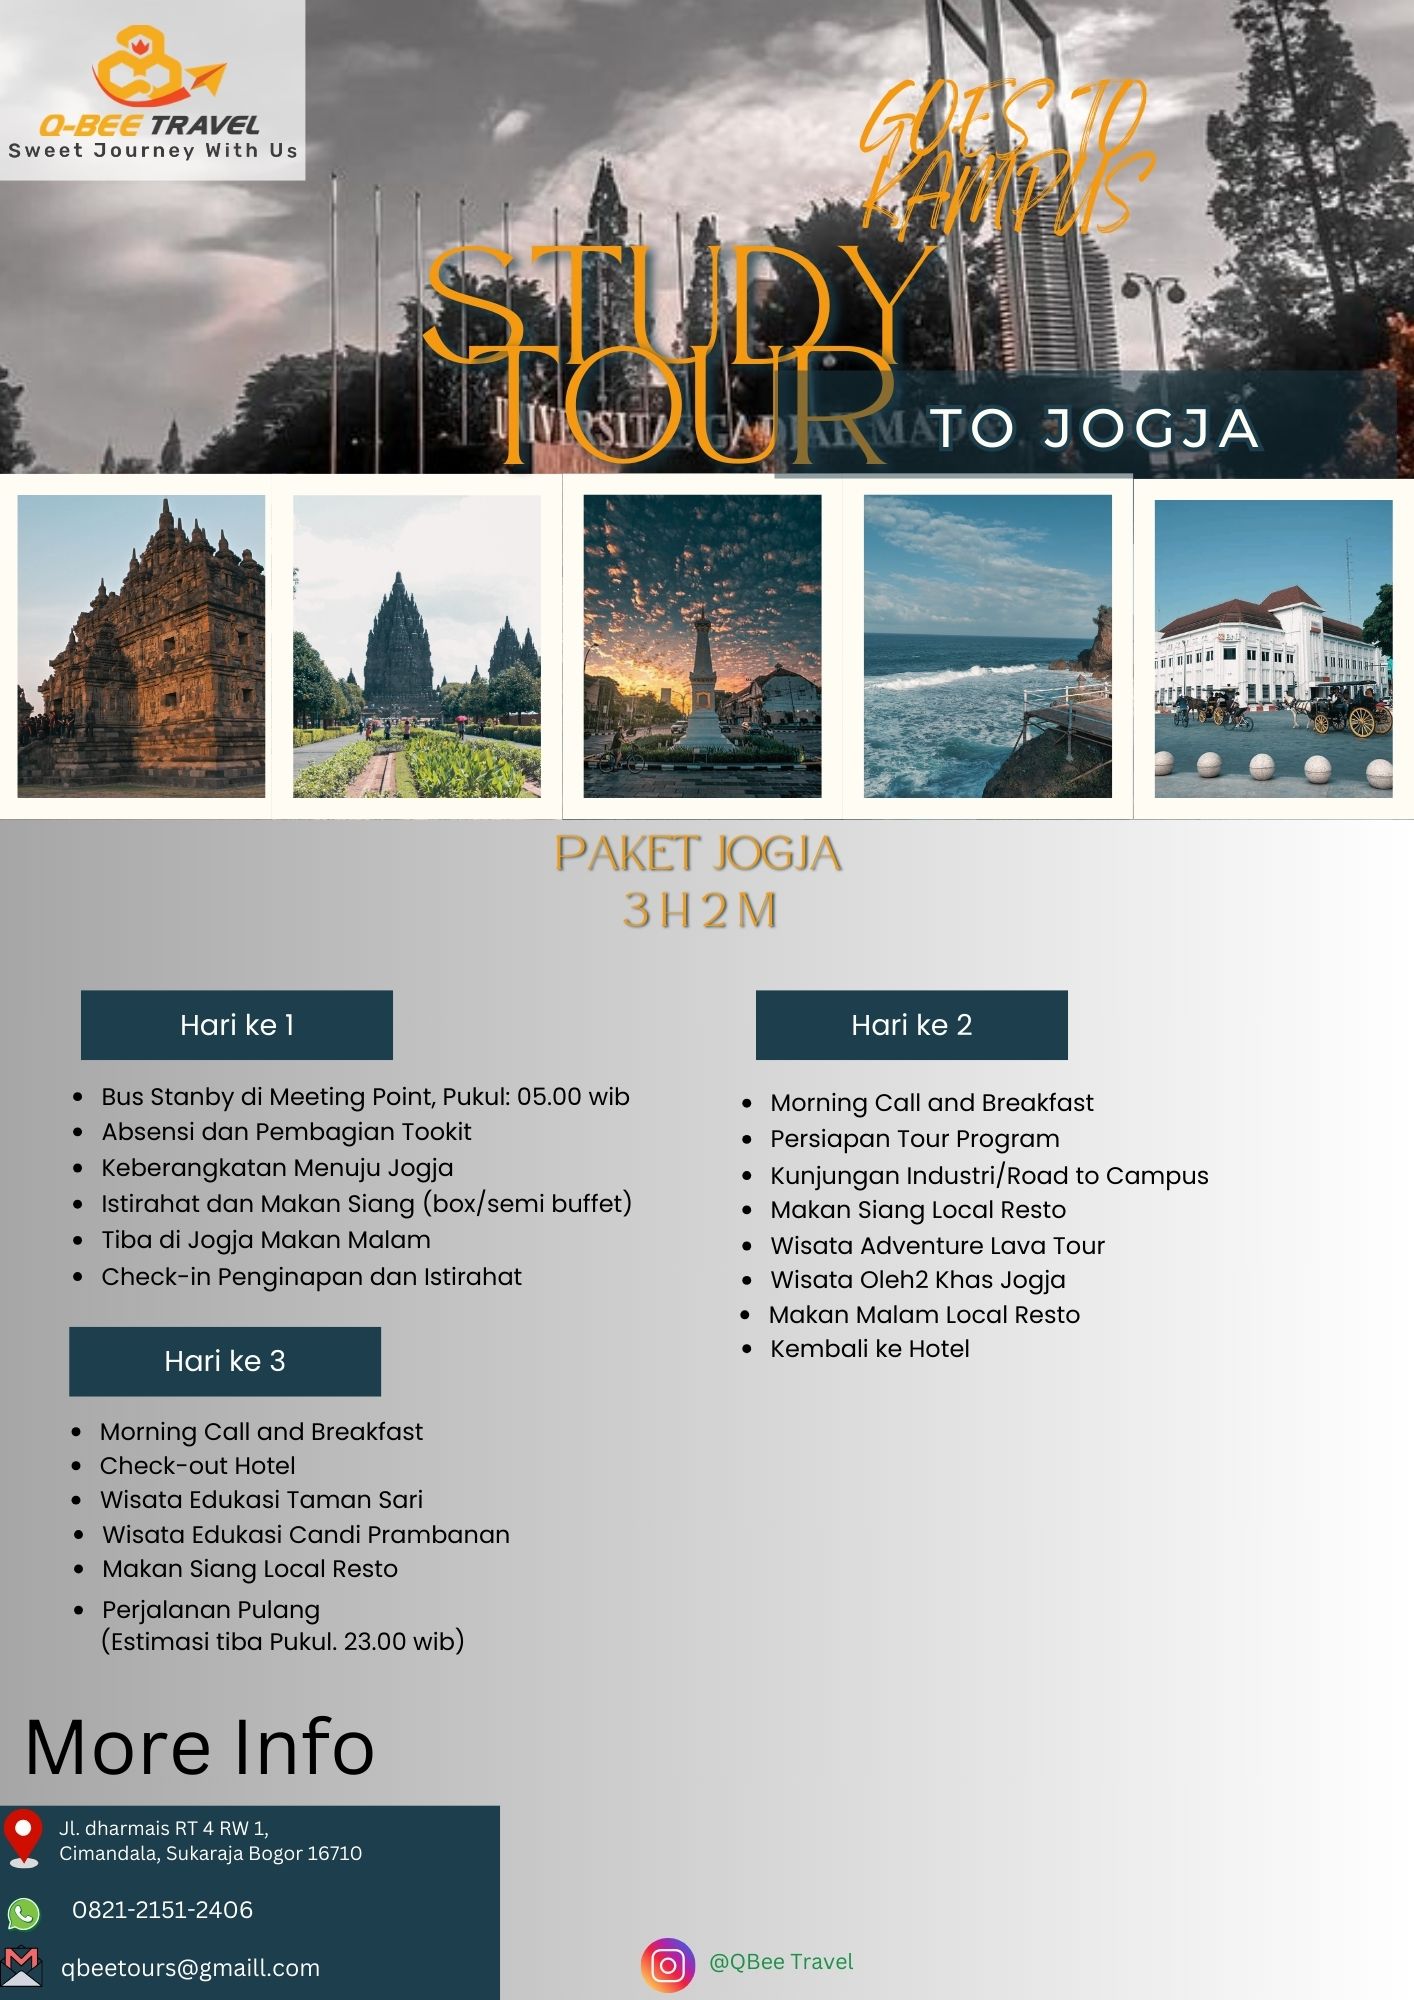 Q-BEE TRAVEL
Sweet Journey With Us
GOES TO
KAMPUS
STUDY
TOUR
UNIVERSITAS GADJAH MADA
TO JOGJA
BNI
PAKET JOGJA
3 H 2 M
Hari ke 1
Bus Stanby di Meeting Point, Pukul: 05.00 wib
Absensi dan Pembagian Tookit
Keberangkatan Menuju Jogja
Istirahat dan Makan Siang (box/semi buffet)
Tiba di Jogja Makan Malam
Check-in Penginapan dan Istirahat
Hari ke 2
Morning Call and Breakfast
Persiapan Tour Program
Kunjungan Industri/Road to Campus
Makan Siang Local Resto
Wisata Adventure Lava Tour
Wisata Oleh2 Khas Jogja
Makan Malam Local Resto
Kembali ke Hotel
Hari ke 3
Morning Call and Breakfast
Check-out Hotel
Wisata Edukasi Taman Sari
Wisata Edukasi Candi Prambanan
Makan Siang Local Resto
Perjalanan Pulang
(Estimasi tiba Pukul. 23.00 wib)
More Info
Jl. dharmais RT 4 RW 1,
Cimandala, Sukaraja Bogor 16710
0821-2151-2406
qbeetours@gmaill.com
@QBee Travel